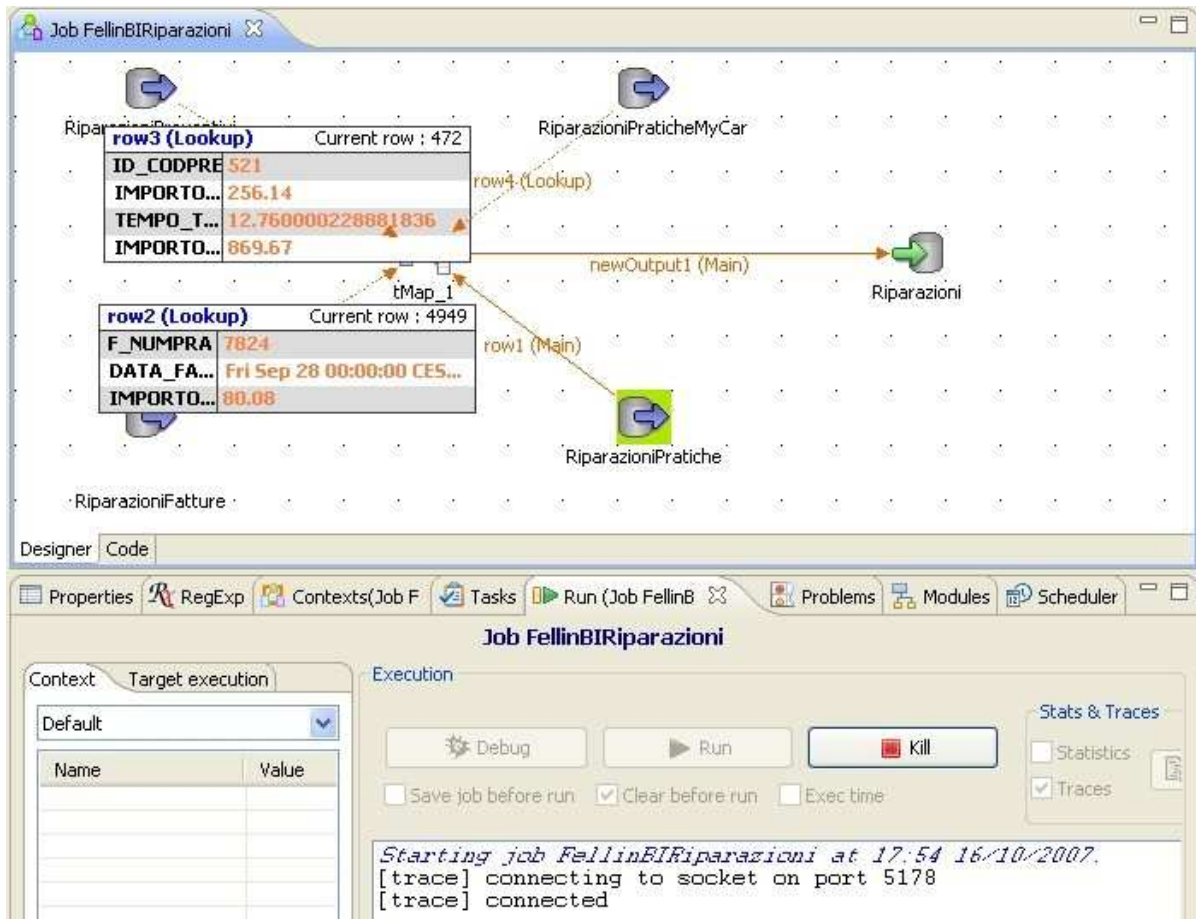 Job FellinBIRiparazioni
RiparazioniPreventivi
RiparazioniPraticheMyCar
row3 (Lookup) Current row : 472
ID_CODPRE 521
IMPORTO... 256.14
TEMPO_T... 12.760000228881836
IMPORTO... 869.67
row4 (Lookup)
newOutput1 (Main)
tMap_1
Riparazioni
row2 (Lookup) Current row : 4949
F_NUMPRA 7824
DATA_FA... Fri Sep 28 00:00:00 CES...
IMPORTO... 80.08
row1 (Main)
RiparazioniPratiche
RiparazioniFatture
Designer Code
Properties RegExp Contexts(Job F Tasks Run (Job FellinB Problems Modules Scheduler
Job FellinBIRiparazioni
Context Target execution
Default
Name Value
Execution
Debug Run Kill
Save job before run Clear before run Exec time
Stats & Traces
Statistics
Traces
Starting job FellinBIRiparazioni at 17:54 16/10/2007.
[trace] connecting to socket on port 5178
[trace] connected